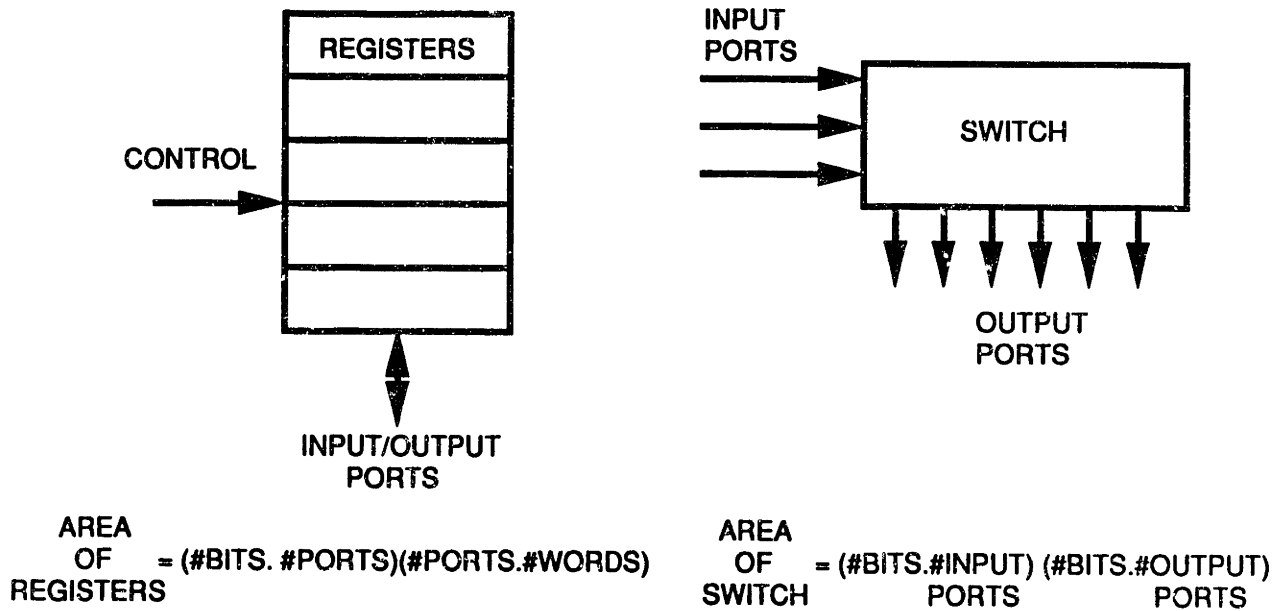 REGISTERS
CONTROL
INPUT/OUTPUT
PORTS
AREA
OF
REGISTERS
= (#BITS. #PORTS)(#PORTS.#WORDS)
INPUT
PORTS
SWITCH
OUTPUT
PORTS
AREA
OF
SWITCH
= (#BITS.#INPUT) (#BITS.#OUTPUT)
PORTS PORTS